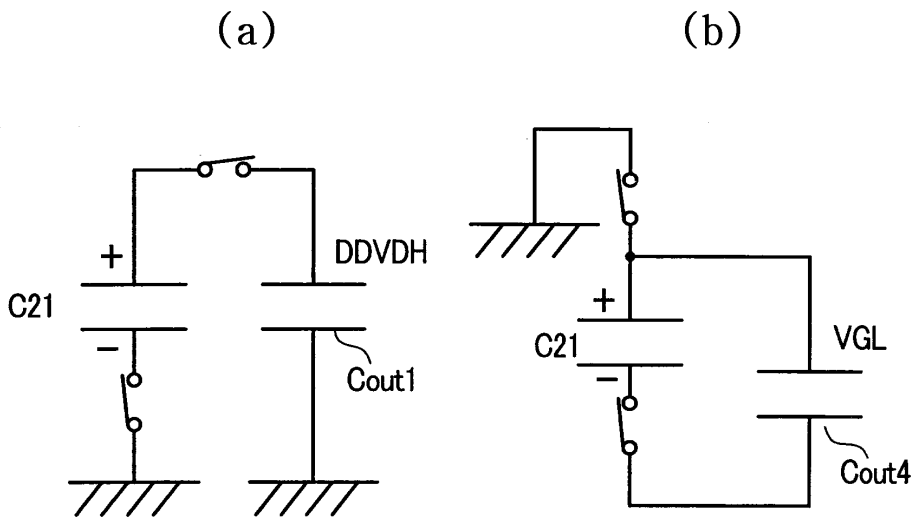 (a)
(b)
+
DDVDH
C21
−
Cout1
+
C21
−
VGL
Cout4